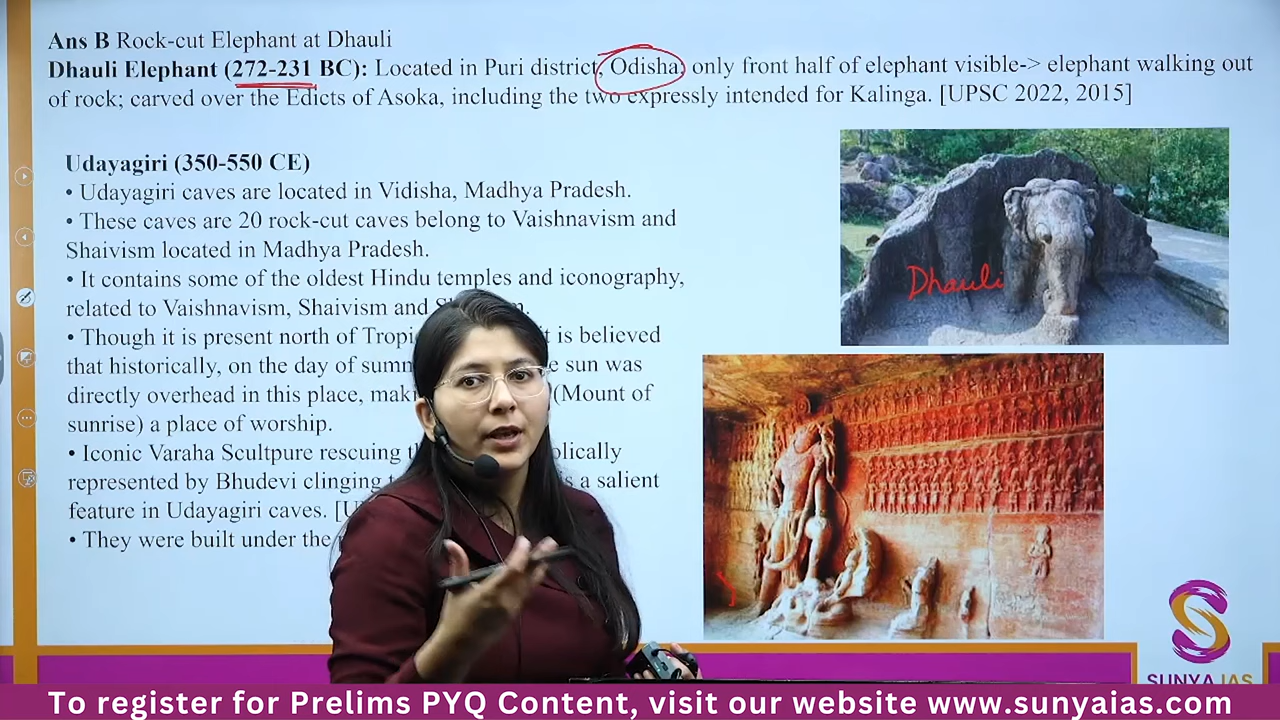 Ans B Rock-cut Elephant at Dhauli
Dhauli Elephant (272-231 BC): Located in Puri district, Odisha, only front half of elephant visible-> elephant walking out
of rock; carved over the Edicts of Asoka, including the two expressly intended for Kalinga. [UPSC 2022, 2015]
Udayagiri (350-550 CE)
• Udayagiri caves are located in Vidisha, Madhya Pradesh.
• These caves are 20 rock-cut caves belong to Vaishnavism and
Shaivism located in Madhya Pradesh.
• It contains some of the oldest Hindu temples and iconography,
related to Vaishnavism, Shaivism and
• Though it is present north of it is believed
that historically, on the day of sun was
directly overhead in this place, (Mount of
sunrise) a place of worship.
• Iconic Varaha Scultpure rescuing
represented by Bhudevi clinging is a salient
feature in Udayagiri caves.
• They were built under the
Dhauli
SUNYA IAS
To register for Prelims PYQ Content, visit our website www.sunyaias.com